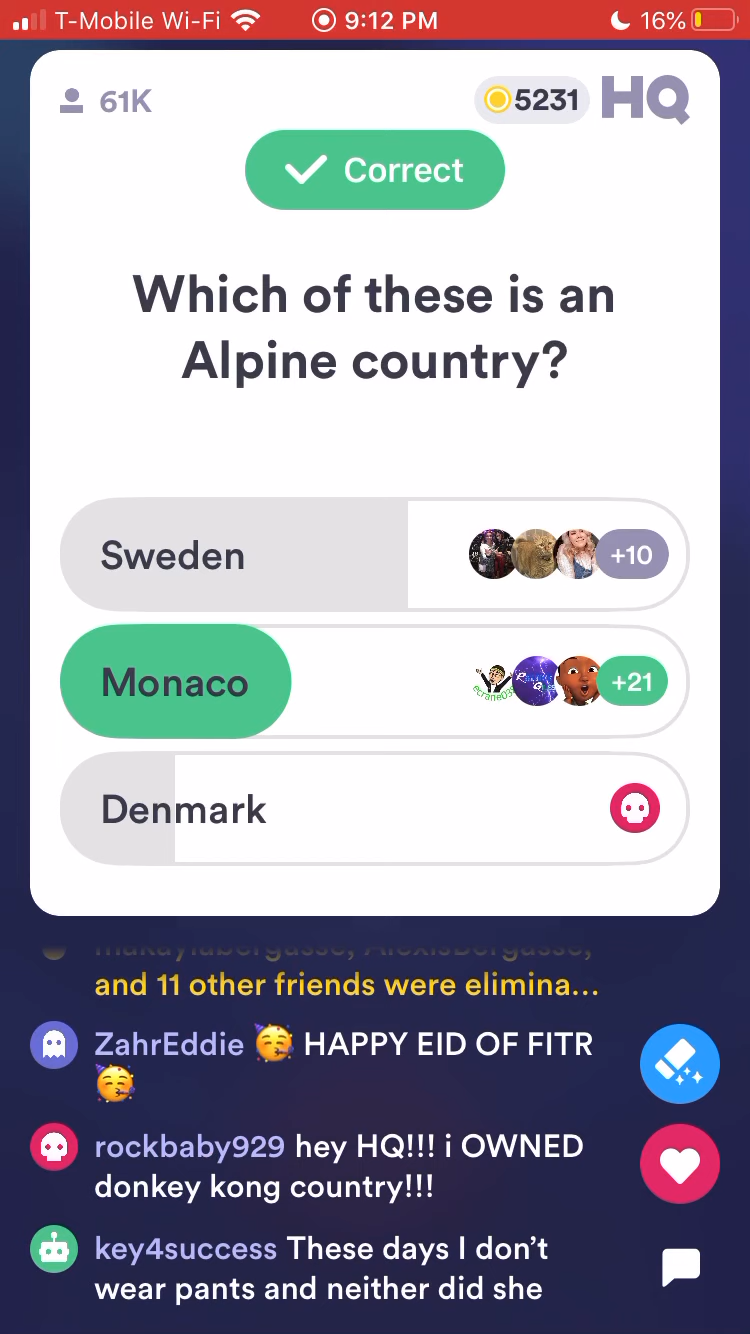 T-Mobile Wi-Fi 9:12 PM 16%
61K 5231 HQ
Correct
Which of these is an
Alpine country?
Sweden +10
Monaco +21
Denmark
and 11 other friends were elimina...
ZahrEddie 🥳 HAPPY EID OF FITR
🥳
rockbaby929 hey HQ!!! i OWNED
donkey kong country!!!
key4success These days I don’t
wear pants and neither did she